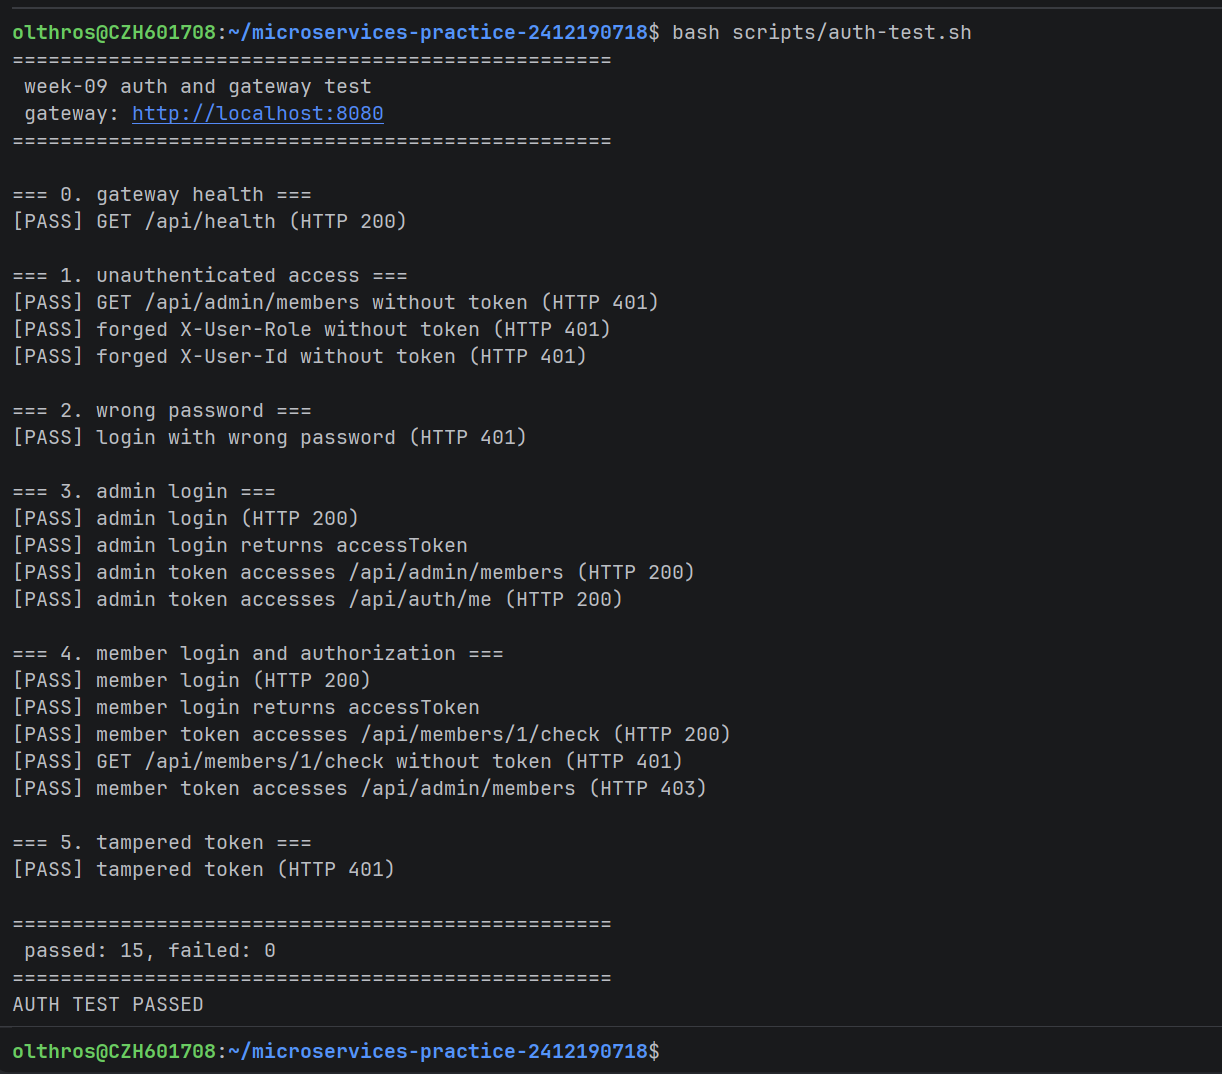 olthros@CZH601708:~/microservices-practice-2412190718$ bash scripts/auth-test.sh
==================================================
 week-09 auth and gateway test
 gateway: http://localhost:8080
==================================================

=== 0. gateway health ===
[PASS] GET /api/health (HTTP 200)

=== 1. unauthenticated access ===
[PASS] GET /api/admin/members without token (HTTP 401)
[PASS] forged X-User-Role without token (HTTP 401)
[PASS] forged X-User-Id without token (HTTP 401)

=== 2. wrong password ===
[PASS] login with wrong password (HTTP 401)

=== 3. admin login ===
[PASS] admin login (HTTP 200)
[PASS] admin login returns accessToken
[PASS] admin token accesses /api/admin/members (HTTP 200)
[PASS] admin token accesses /api/auth/me (HTTP 200)

=== 4. member login and authorization ===
[PASS] member login (HTTP 200)
[PASS] member login returns accessToken
[PASS] member token accesses /api/members/1/check (HTTP 200)
[PASS] GET /api/members/1/check without token (HTTP 401)
[PASS] member token accesses /api/admin/members (HTTP 403)

=== 5. tampered token ===
[PASS] tampered token (HTTP 401)

==================================================
 passed: 15, failed: 0
==================================================
AUTH TEST PASSED
olthros@CZH601708:~/microservices-practice-2412190718$